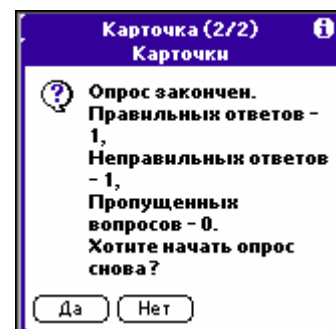 Карточка (2/2)
Карточки
Опрос закончен.
Правильных ответов -
1,
Неправильных ответов
- 1,
Пропущенных
вопросов - 0.
Хотите начать опрос
снова?
Да Нет